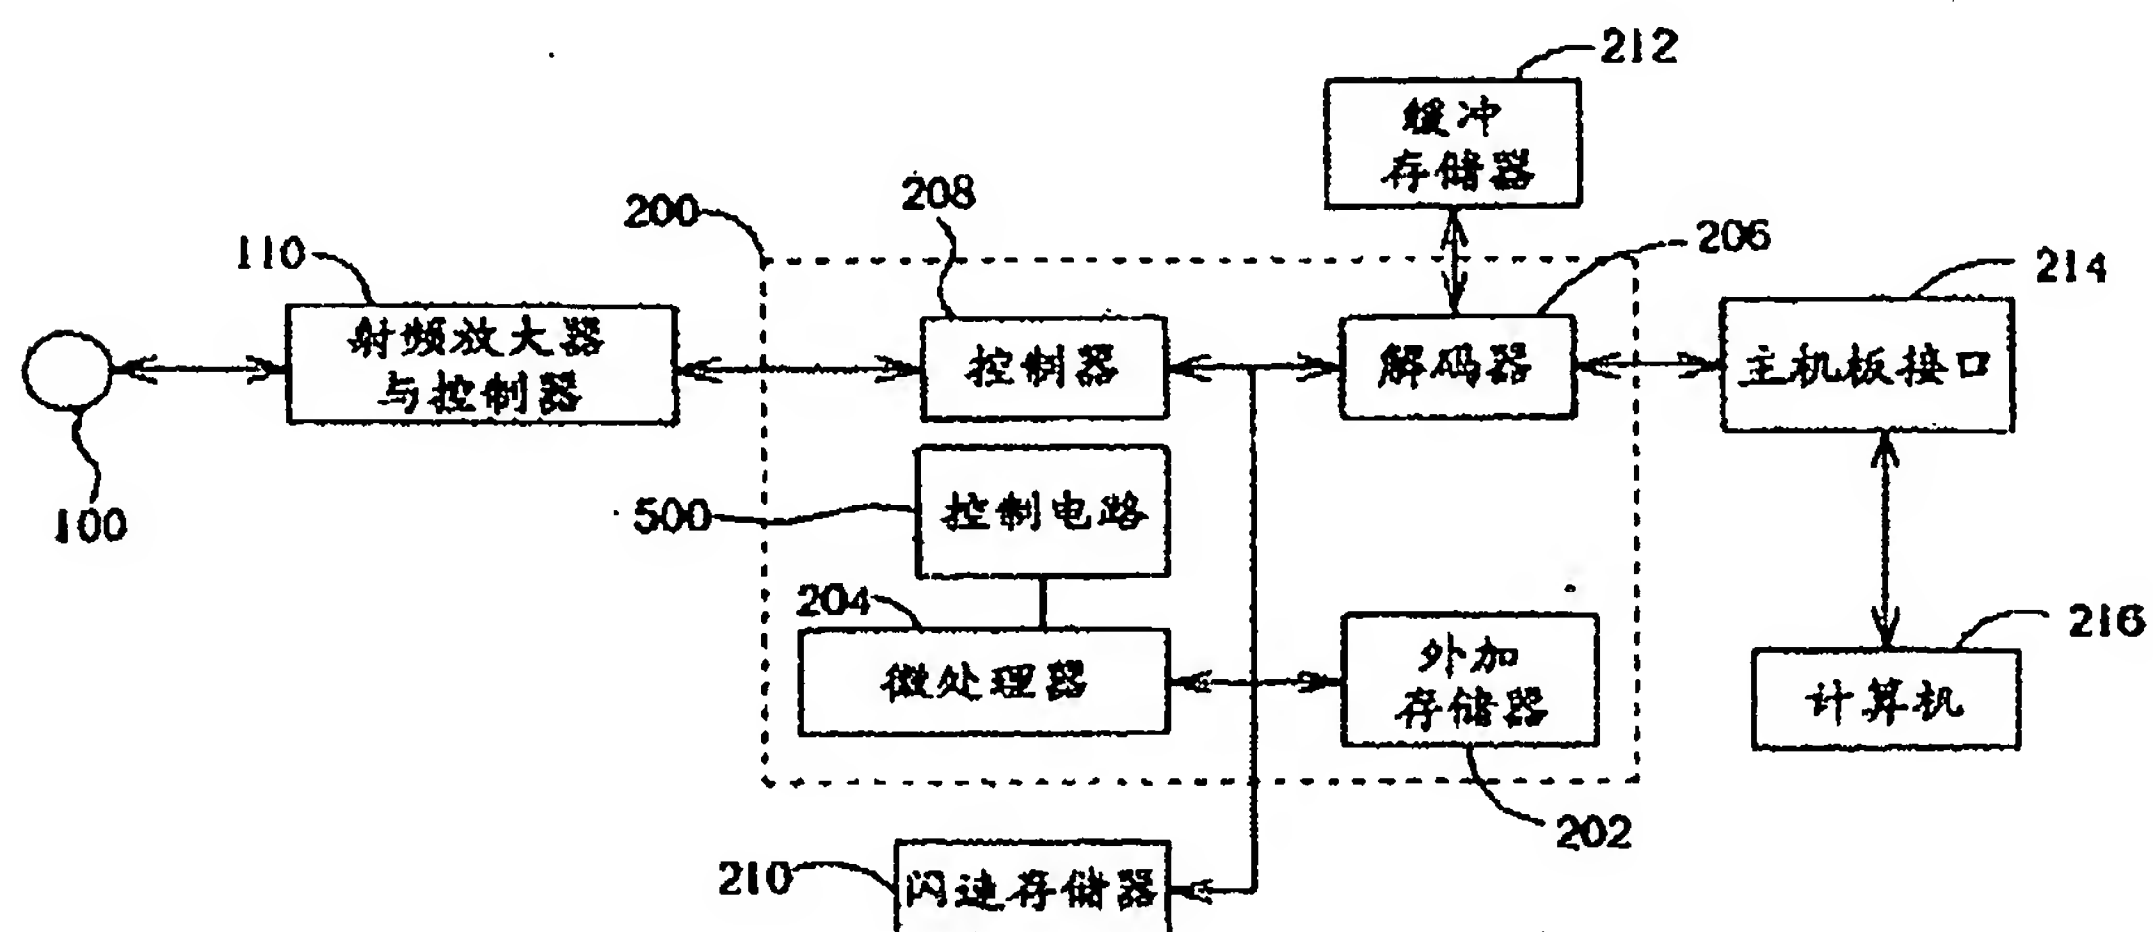 212
缓冲
存储器
208
200
206
110
214
射频放大器
与控制器
控制器
解码器
主机板接口
100
500
控制电路
204
216
微处理器
外加
存储器
计算机
202
210
闪速存储器